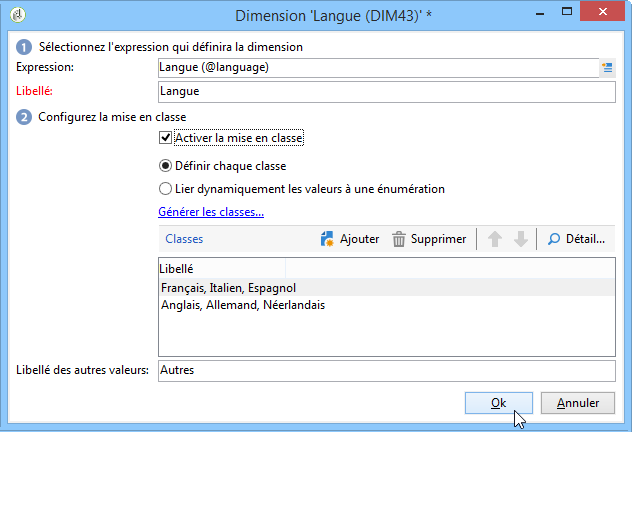 Dimension 'Langue (DIM43)' *
1 Sélectionnez l'expression qui définira la dimension
Expression: Langue (@language)
Libellé: Langue
2 Configurez la mise en classe
Activer la mise en classe
Définir chaque classe
Lier dynamiquement les valeurs à une énumération
Générer les classes...
Classes Ajouter Supprimer Détail...
Libellé
Français, Italien, Espagnol
Anglais, Allemand, Néerlandais
Libellé des autres valeurs: Autres
Ok Annuler